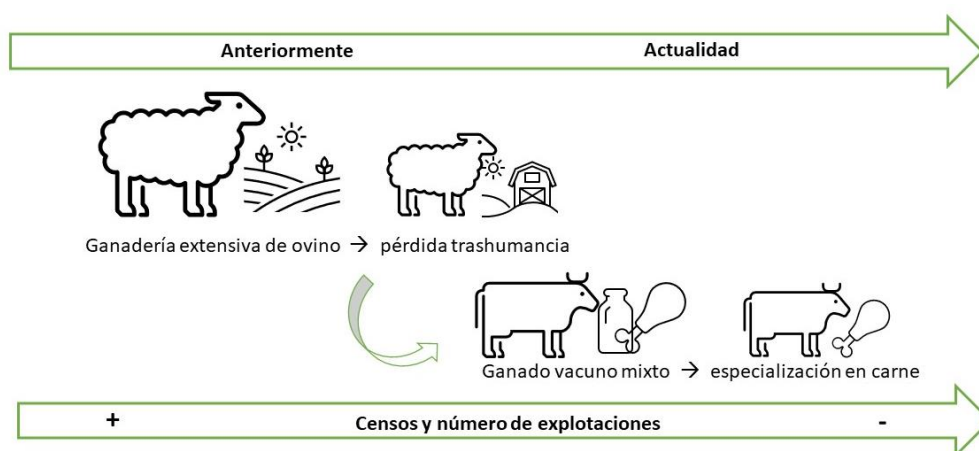 Anteriormente Actualidad
Ganadería extensiva de ovino → pérdida trashumancia
Ganado vacuno mixto → especialización en carne
+ Censos y número de explotaciones -